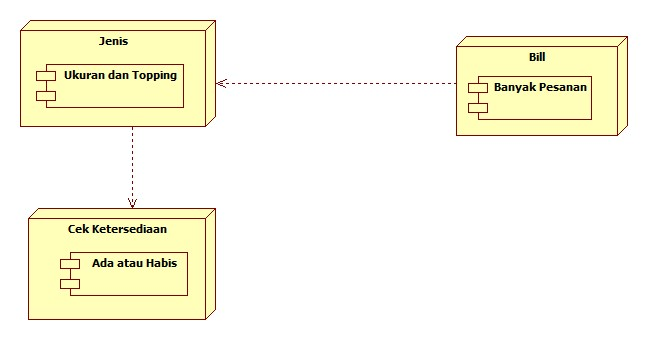 Jenis
Ukuran dan Topping
Bill
Banyak Pesanan
Cek Ketersediaan
Ada atau Habis